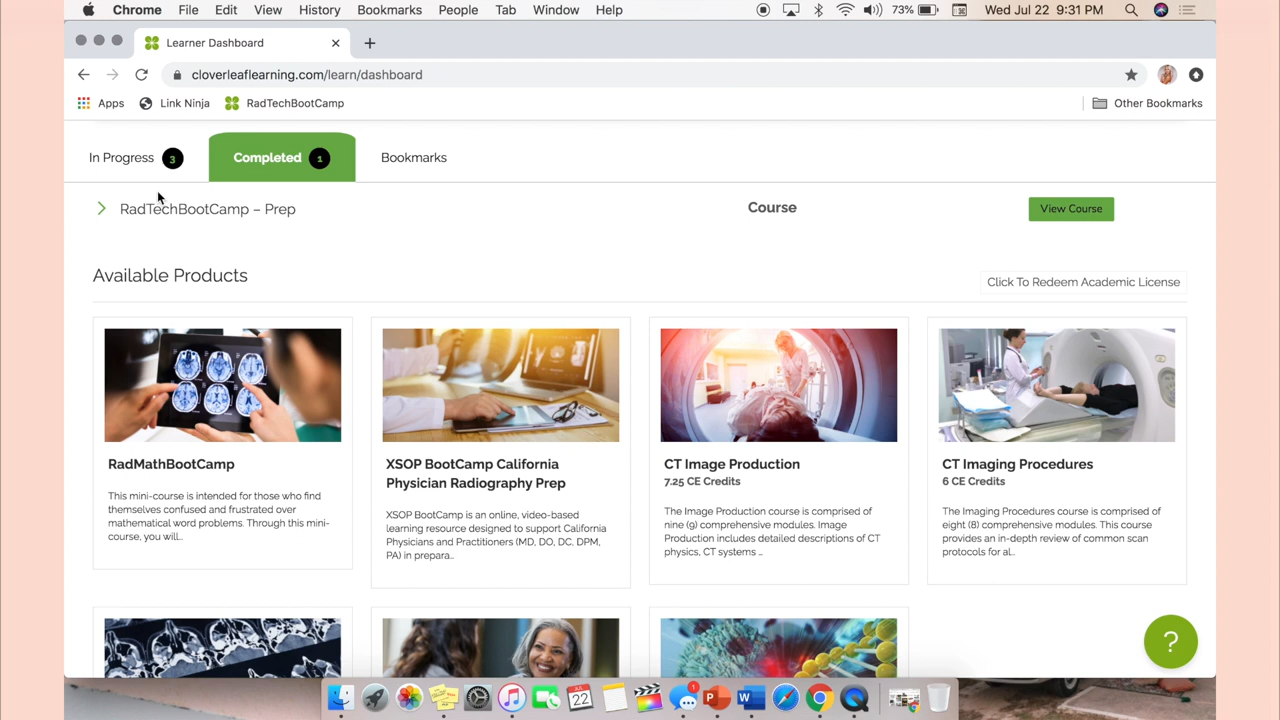 Chrome File Edit View History Bookmarks People Tab Window Help 73% Wed Jul 22 9:31 PM
Learner Dashboard
cloverleaflearning.com/learn/dashboard
Apps Link Ninja RadTechBootCamp Other Bookmarks
In Progress 3 Completed 1 Bookmarks
RadTechBootCamp – Prep Course View Course
Available Products
Click To Redeem Academic License
RadMathBootCamp
This mini-course is intended for those who find
themselves confused and frustrated over
mathematical word problems. Through this mini-
course, you will..
XSOP BootCamp California
Physician Radiography Prep
XSOP BootCamp is an online, video-based
learning resource designed to support California
Physicians and Practitioners (MD, DO, DC, DPM,
PA) in prepara..
CT Image Production
7.25 CE Credits
The Image Production course is comprised of
nine (9) comprehensive modules. Image
Production includes detailed descriptions of CT
physics, CT systems ..
CT Imaging Procedures
6 CE Credits
The Imaging Procedures course is comprised of
eight (8) comprehensive modules. This course
provides an in-depth review of common scan
protocols for al..
?
JUL
22
1